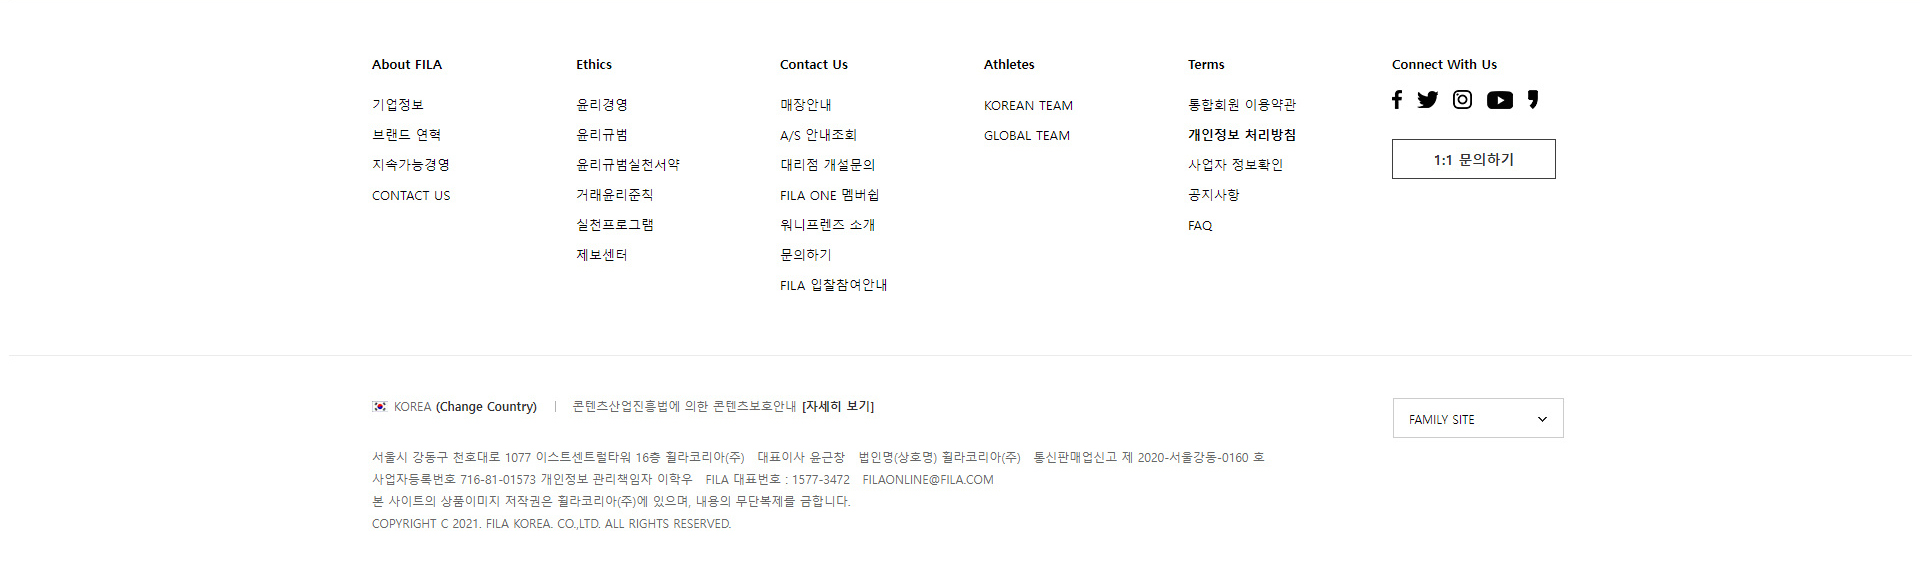 About FILA
기업정보
브랜드 연혁
지속가능경영
CONTACT US
Ethics
윤리경영
윤리규범
윤리규범실천서약
거래윤리준칙
실천프로그램
제보센터
Contact Us
매장안내
A/S 안내조회
대리점 개설문의
FILA ONE 멤버쉽
워니프렌즈 소개
문의하기
FILA 입찰참여안내
Athletes
KOREAN TEAM
GLOBAL TEAM
Terms
통합회원 이용약관
개인정보 처리방침
사업자 정보확인
공지사항
FAQ
Connect With Us
1:1 문의하기
KOREA (Change Country) | 콘텐츠산업진흥법에 의한 콘텐츠보호안내 [자세히 보기]
FAMILY SITE
서울시 강동구 천호대로 1077 이스트센트럴타워 16층 휠라코리아(주) 대표이사 윤근창 법인명(상호명) 휠라코리아(주) 통신판매업신고 제 2020-서울강동-0160 호
사업자등록번호 716-81-01573 개인정보 관리책임자 이학우 FILA 대표번호 : 1577-3472 FILAONLINE@FILA.COM
본 사이트의 상품이미지 저작권은 휠라코리아(주)에 있으며, 내용의 무단복제를 금합니다.
COPYRIGHT C 2021. FILA KOREA. CO.,LTD. ALL RIGHTS RESERVED.